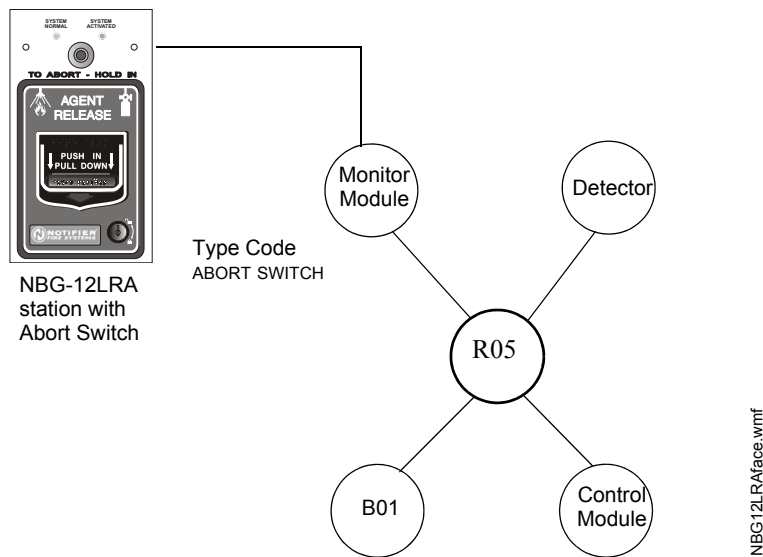 SYSTEM NORMAL
SYSTEM ACTIVATED
TO ABORT - HOLD IN
AGENT
RELEASE
PUSH IN
PULL DOWN
NOTIFIER
FIRE SYSTEMS
NBG-12LRA
station with
Abort Switch
Type Code
ABORT SWITCH
Monitor
Module
Detector
R05
B01
Control
Module
NBG12LRAface.wmf